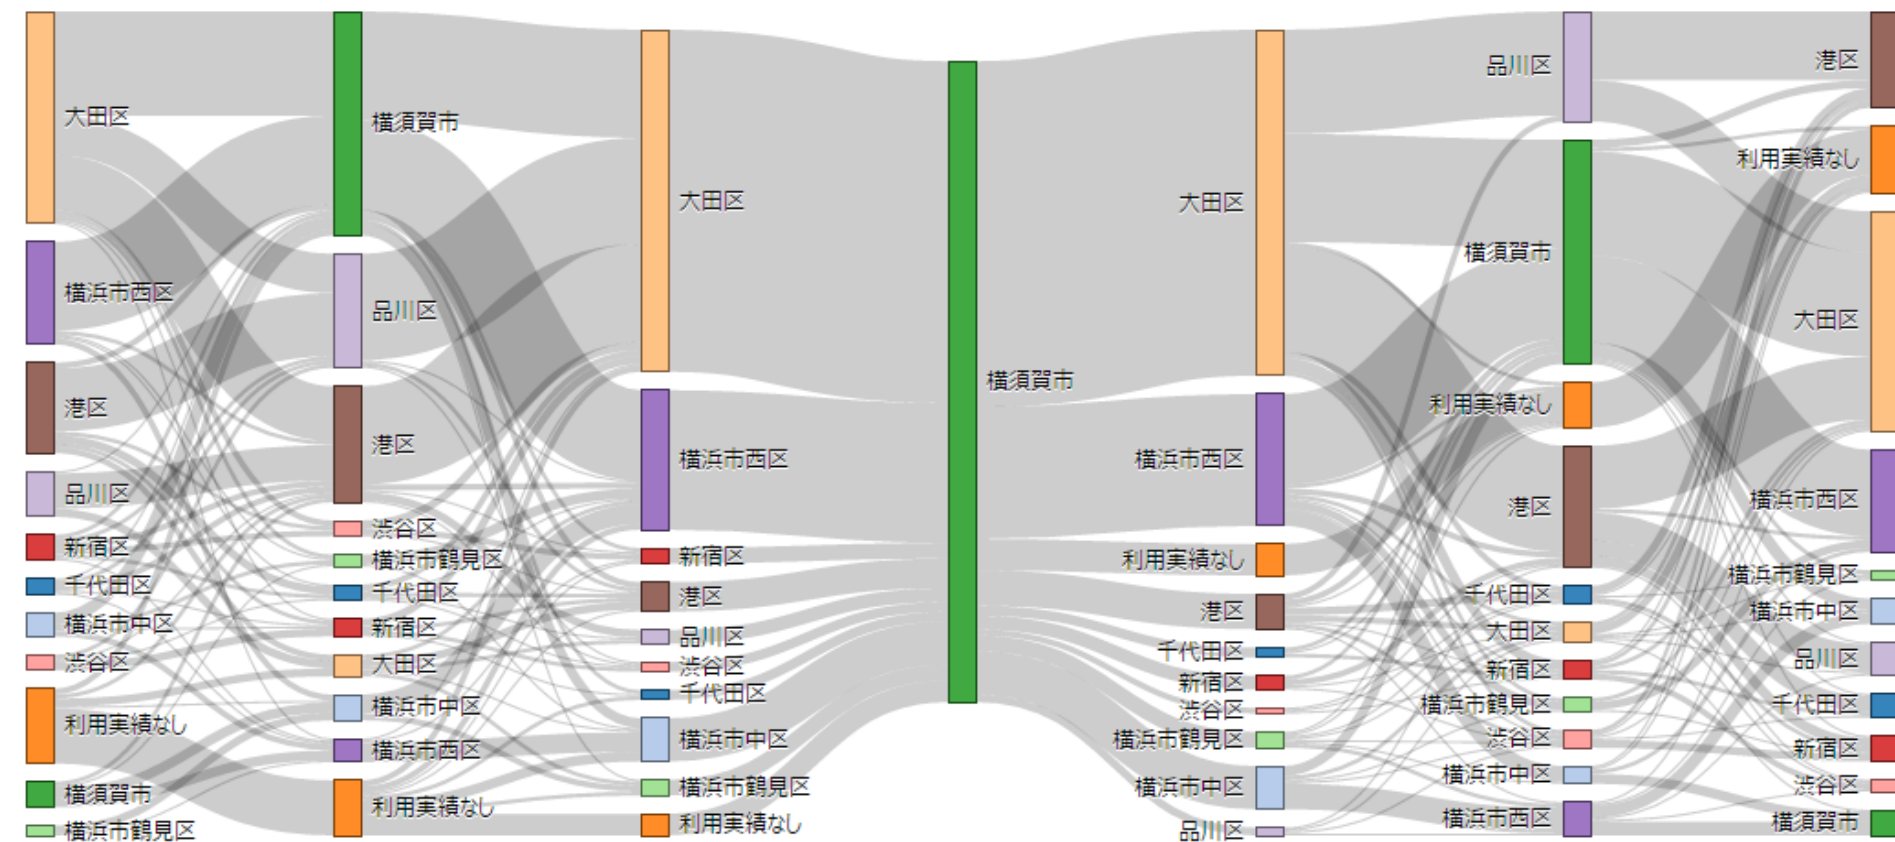 大田区
横浜市西区
港区
品川区
新宿区
千代田区
横浜市中区
渋谷区
利用実績なし
横須賀市
横浜市鶴見区
横須賀市
品川区
港区
渋谷区
横浜市鶴見区
千代田区
新宿区
大田区
横浜市中区
横浜市西区
利用実績なし
大田区
横浜市西区
新宿区
港区
品川区
渋谷区
千代田区
横浜市中区
横浜市鶴見区
利用実績なし
横須賀市
大田区
横浜市西区
利用実績なし
港区
千代田区
新宿区
渋谷区
横浜市鶴見区
横浜市中区
品川区
品川区
横須賀市
利用実績なし
港区
千代田区
大田区
新宿区
横浜市鶴見区
渋谷区
横浜市中区
横浜市西区
港区
利用実績なし
大田区
横浜市西区
横浜市鶴見区
横浜市中区
品川区
千代田区
新宿区
渋谷区
横須賀市